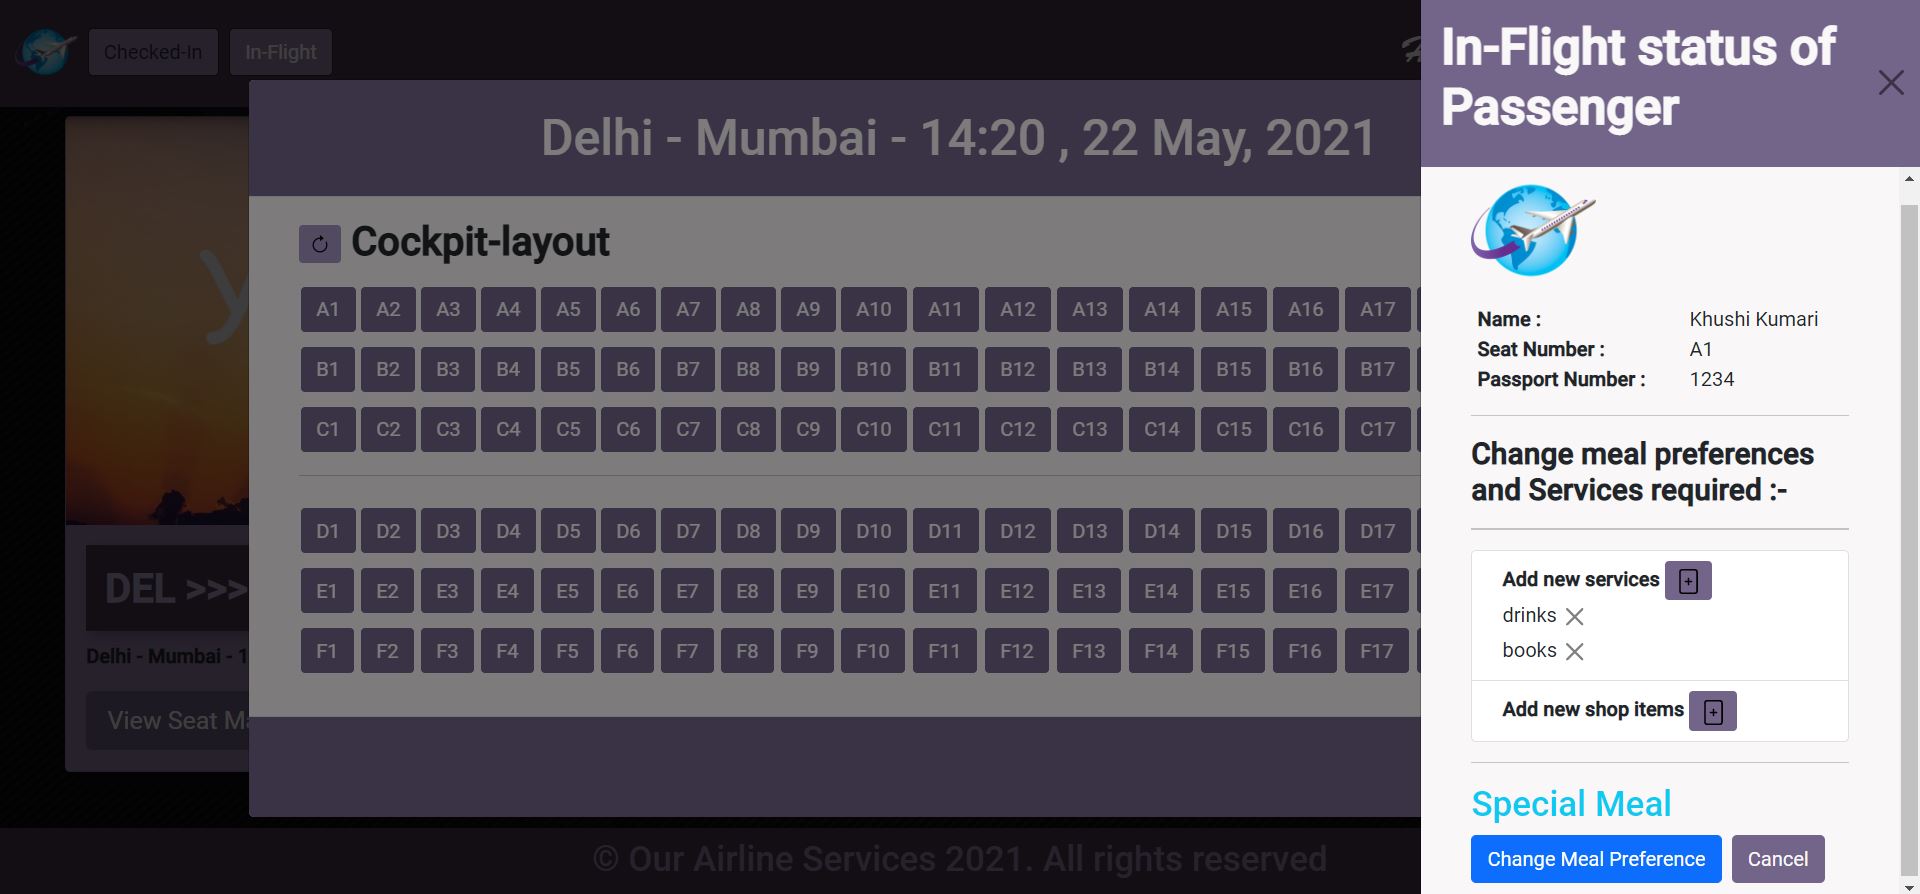 Checked-In
In-Flight
Delhi - Mumbai - 14:20 , 22 May, 2021
Cockpit-layout
A1 A2 A3 A4 A5 A6 A7 A8 A9 A10 A11 A12 A13 A14 A15 A16 A17
B1 B2 B3 B4 B5 B6 B7 B8 B9 B10 B11 B12 B13 B14 B15 B16 B17
C1 C2 C3 C4 C5 C6 C7 C8 C9 C10 C11 C12 C13 C14 C15 C16 C17
D1 D2 D3 D4 D5 D6 D7 D8 D9 D10 D11 D12 D13 D14 D15 D16 D17
E1 E2 E3 E4 E5 E6 E7 E8 E9 E10 E11 E12 E13 E14 E15 E16 E17
F1 F2 F3 F4 F5 F6 F7 F8 F9 F10 F11 F12 F13 F14 F15 F16 F17
DEL >>>
Delhi - Mumbai - 1
View Seat Ma
© Our Airline Services 2021. All rights reserved
In-Flight status of
Passenger
Name : Khushi Kumari
Seat Number : A1
Passport Number : 1234
Change meal preferences
and Services required :-
Add new services
drinks
books
Add new shop items
Special Meal
Change Meal Preference
Cancel